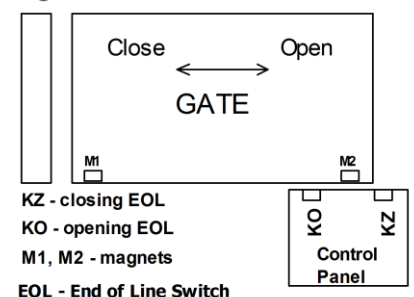 Close Open
GATE
M1 M2
KZ - closing EOL
KO - opening EOL
M1, M2 - magnets
EOL - End of Line Switch
KO KZ
Control
Panel